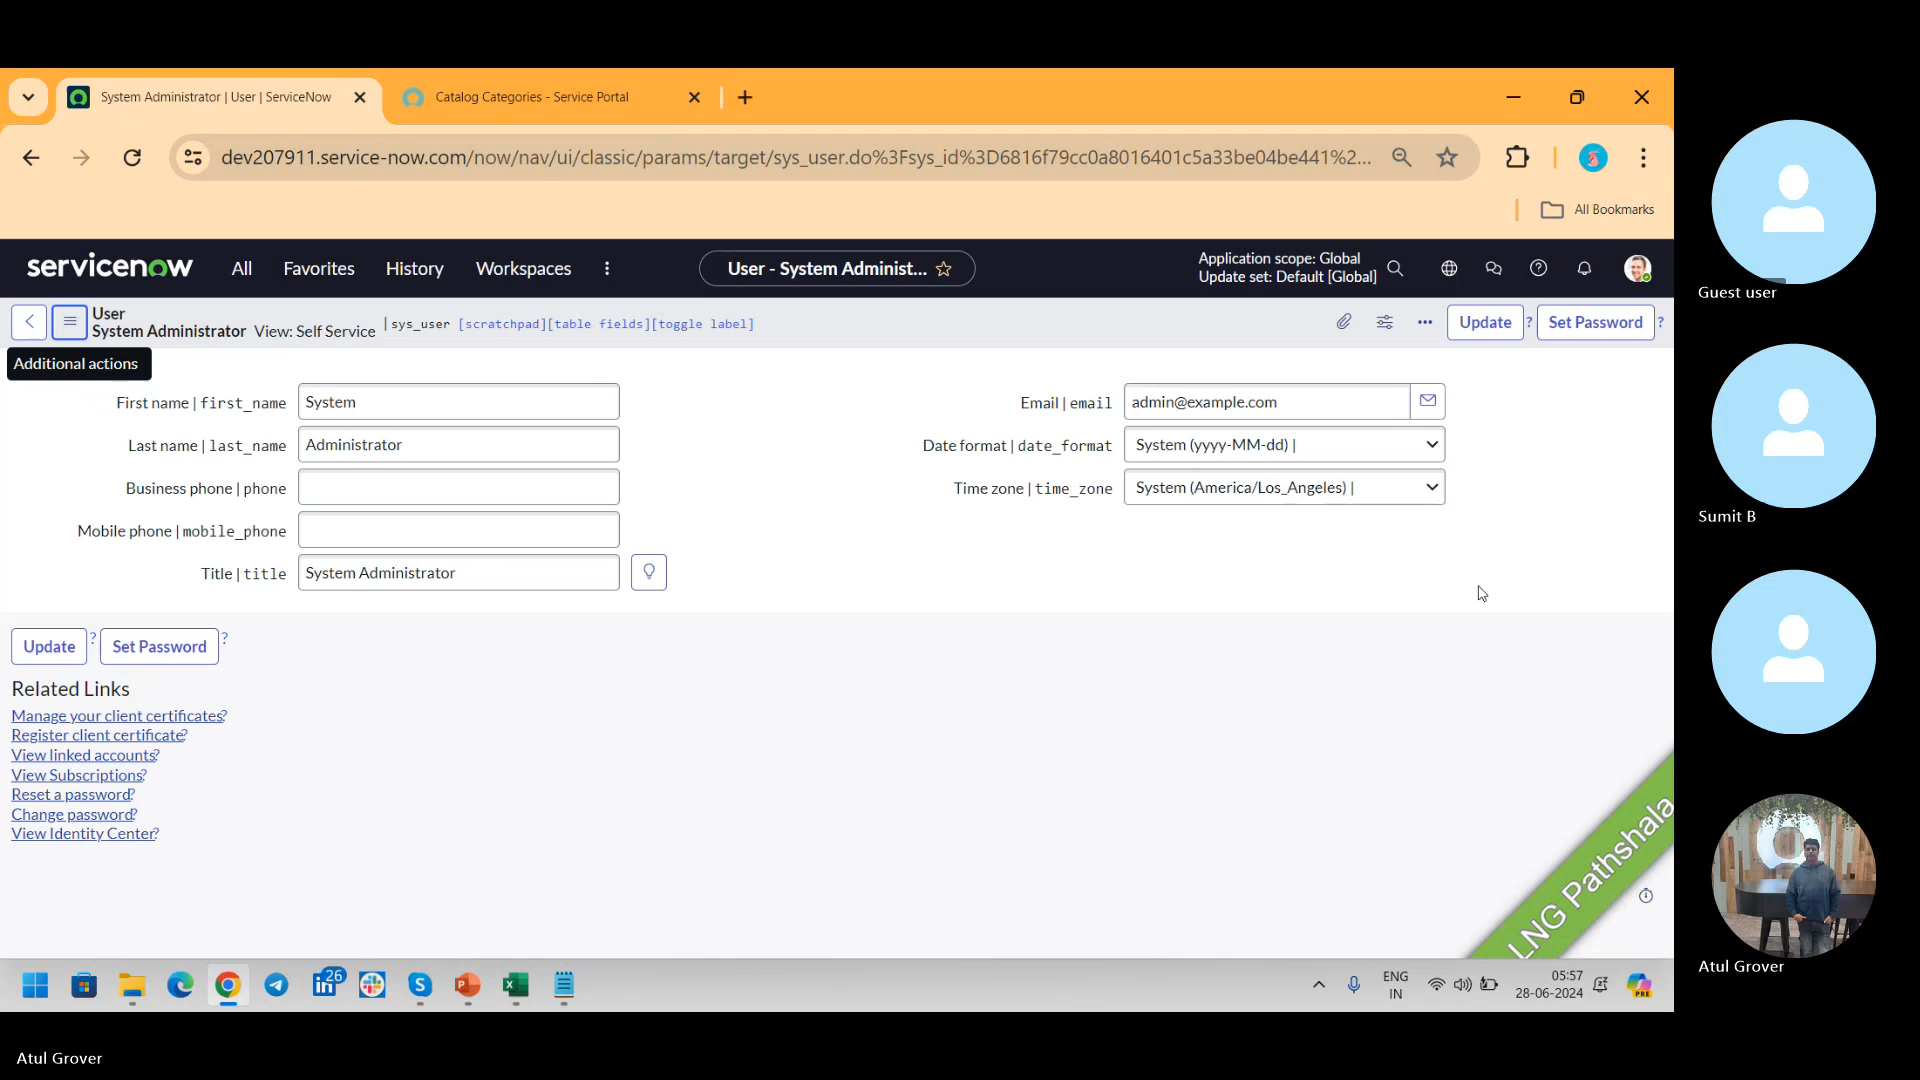 System Administrator | User | ServiceNow
Catalog Categories - Service Portal
dev207911.service-now.com/now/nav/ui/classic/params/target/sys_user.do%3Fsys_id%3D6816f79cc0a8016401c5a33be04be441%2...
All Bookmarks
servicenow
All
Favorites
History
Workspaces
User - System Administ...
Application scope: Global
Update set: Default [Global]
User
System Administrator View: Self Service
|sys_user [scratchpad][table fields][toggle label]
Update
?
Set Password
?
Additional actions
First name | first_name
System
Last name | last_name
Administrator
Business phone | phone
Mobile phone | mobile_phone
Title | title
System Administrator
Email | email
admin@example.com
Date format | date_format
System (yyyy-MM-dd) |
Time zone | time_zone
System (America/Los_Angeles) |
Update
?
Set Password
?
Related Links
Manage your client certificates?
Register client certificate?
View linked accounts?
View Subscriptions?
Reset a password?
Change password?
View Identity Center?
LNG Pathshala
26
ENG
IN
05:57
28-06-2024
PRE
Guest user
Sumit B
Atul Grover
Atul Grover